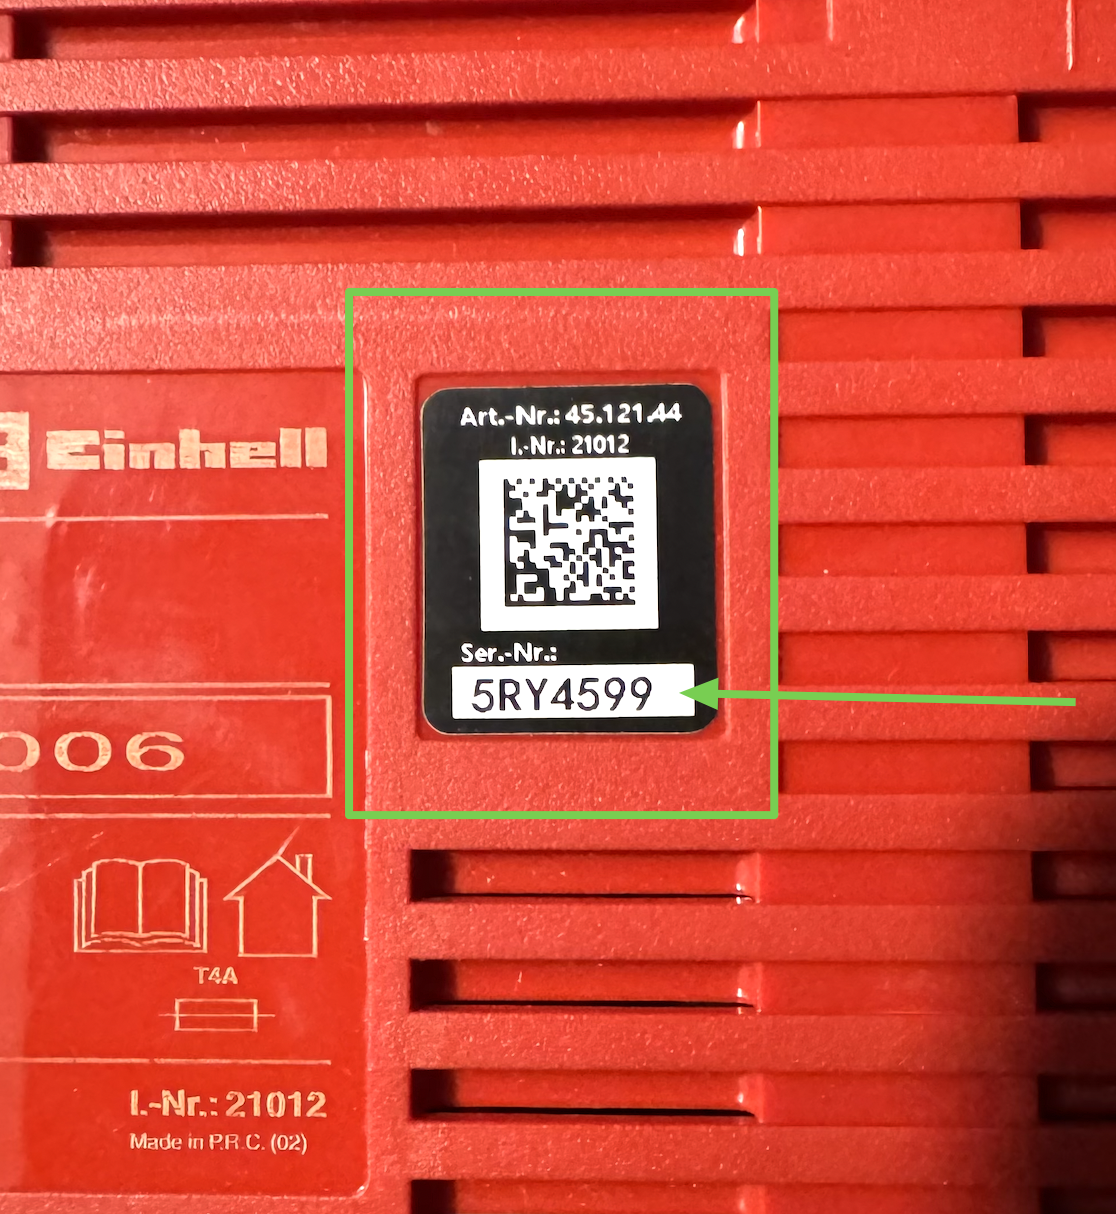 Einhell
006
T4A
I.-Nr.: 21012
Made in P.R.C. (02)
Art.-Nr.: 45.121.44
I.-Nr.: 21012
Ser.-Nr.:
5RY4599